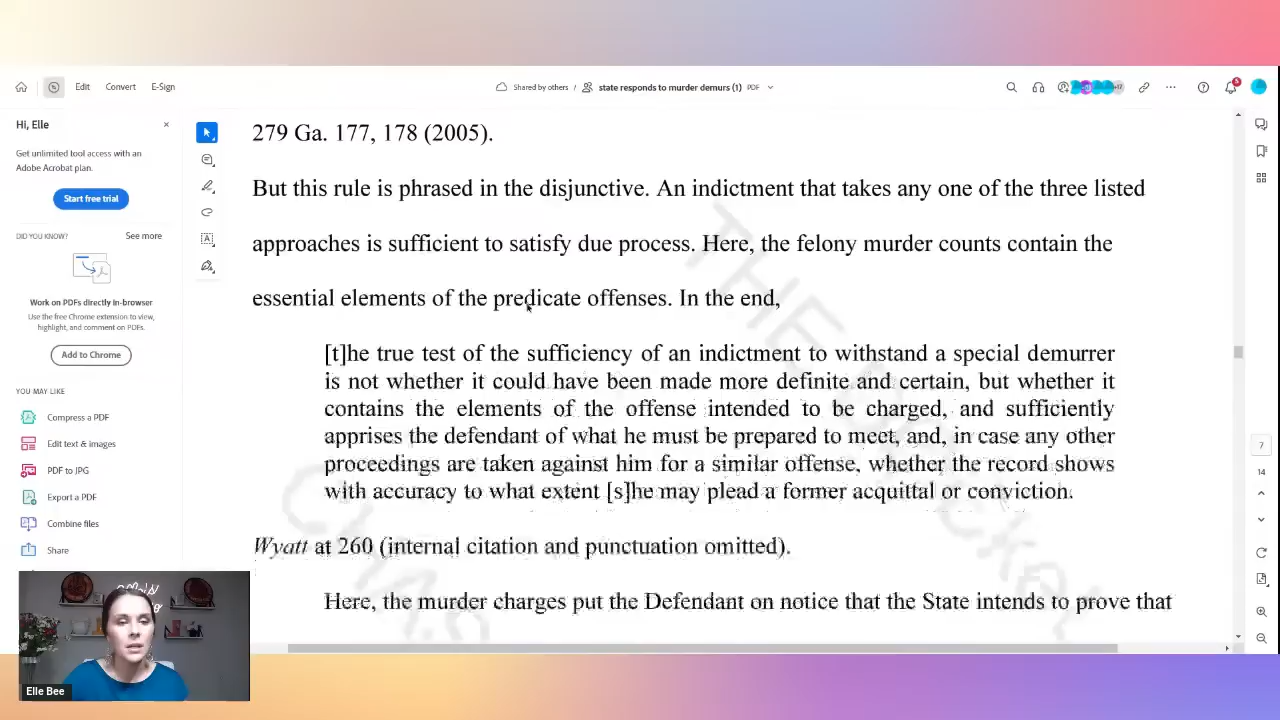 Edit
Convert
E-Sign
Shared by others / state responds to murder demurs (1) PDF
5
Hi, Elle
Get unlimited tool access with an
Adobe Acrobat plan.
Start free trial
DID YOU KNOW?
See more
Work on PDFs directly in-browser
Use the free Chrome extension to view,
highlight, and comment on PDFs.
Add to Chrome
YOU MAY LIKE
Compress a PDF
Edit text & images
PDF to JPG
Export a PDF
Combine files
Share
279 Ga. 177, 178 (2005).
But this rule is phrased in the disjunctive. An indictment that takes any one of the three listed
approaches is sufficient to satisfy due process. Here, the felony murder counts contain the
essential elements of the predicate offenses. In the end,
[t]he true test of the sufficiency of an indictment to withstand a special demurrer
is not whether it could have been made more definite and certain, but whether it
contains the elements of the offense intended to be charged, and sufficiently
apprises the defendant of what he must be prepared to meet, and, in case any other
proceedings are taken against him for a similar offense, whether the record shows
with accuracy to what extent [s]he may plead a former acquittal or conviction.
Wyatt at 260 (internal citation and punctuation omitted).
Here, the murder charges put the Defendant on notice that the State intends to prove that
7
14
Elle Bee